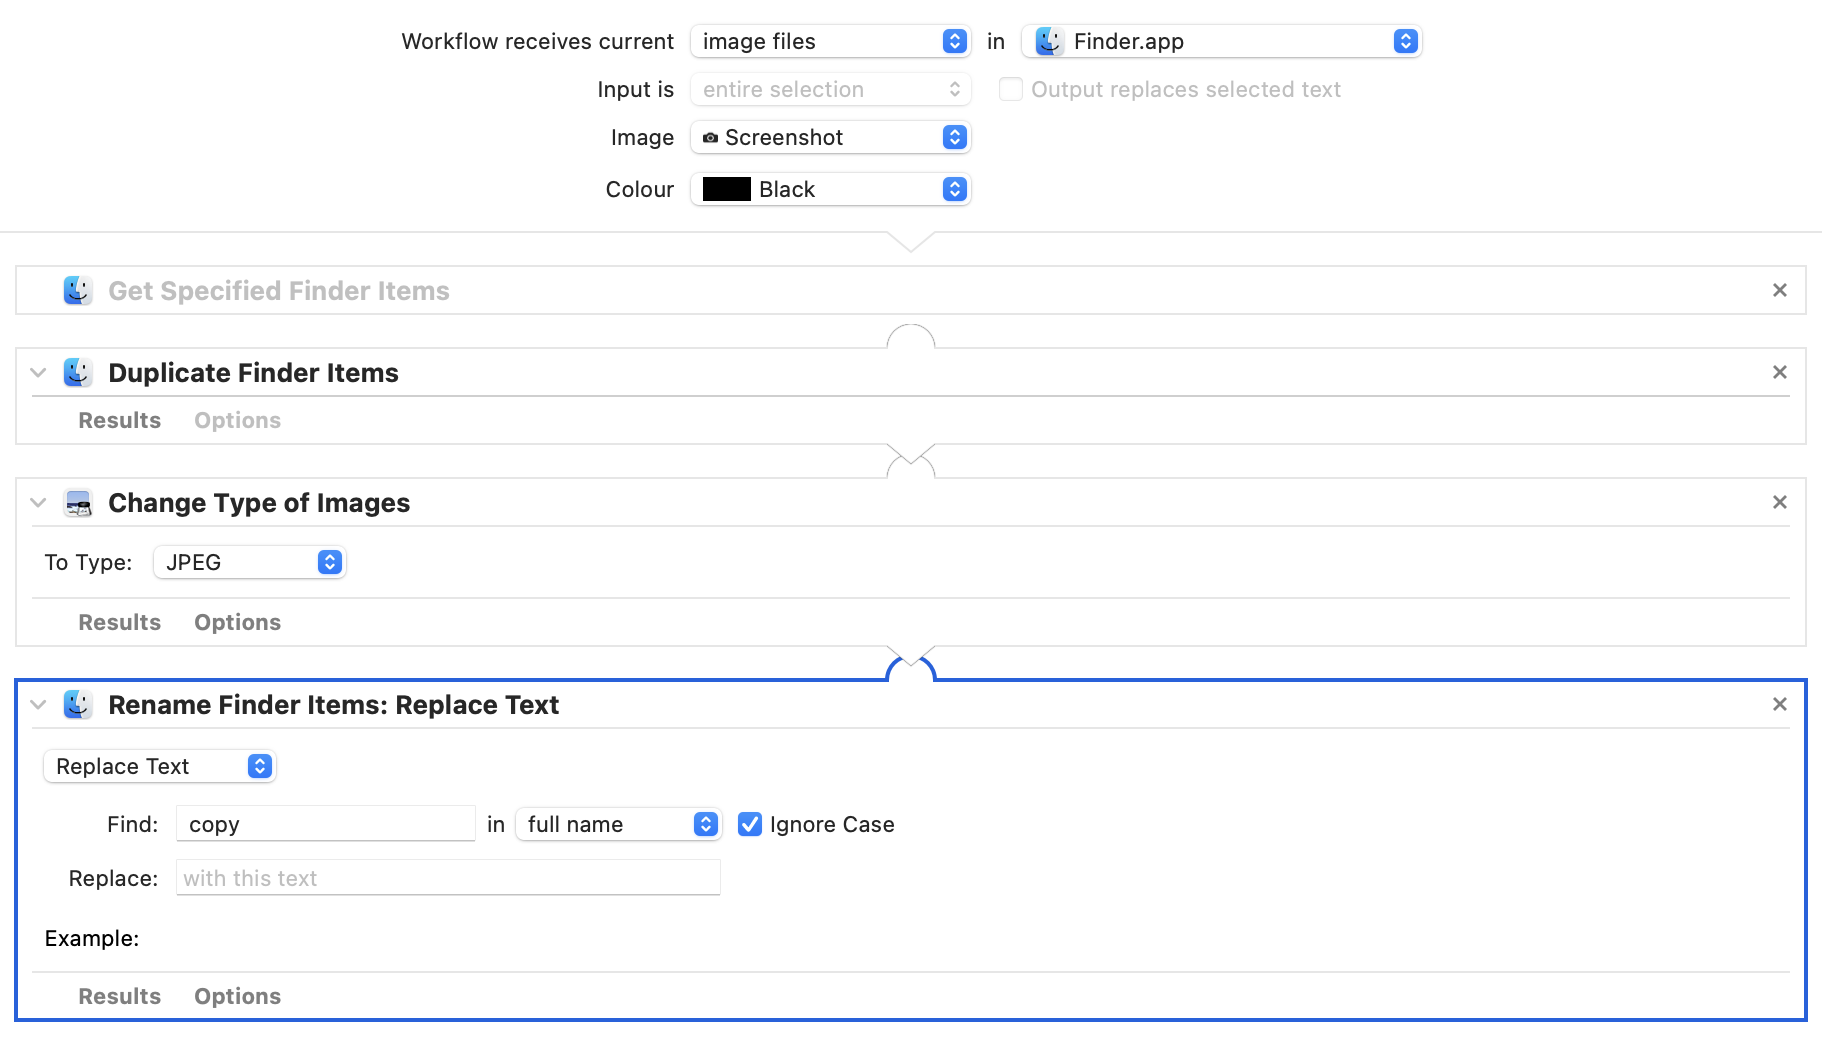 Workflow receives current image files in Finder.app
Input is entire selection Output replaces selected text
Image Screenshot
Colour Black
Get Specified Finder Items
Duplicate Finder Items
Results Options
Change Type of Images
To Type: JPEG
Results Options
Rename Finder Items: Replace Text
Replace Text
Find: copy in full name Ignore Case
Replace: with this text
Example:
Results Options